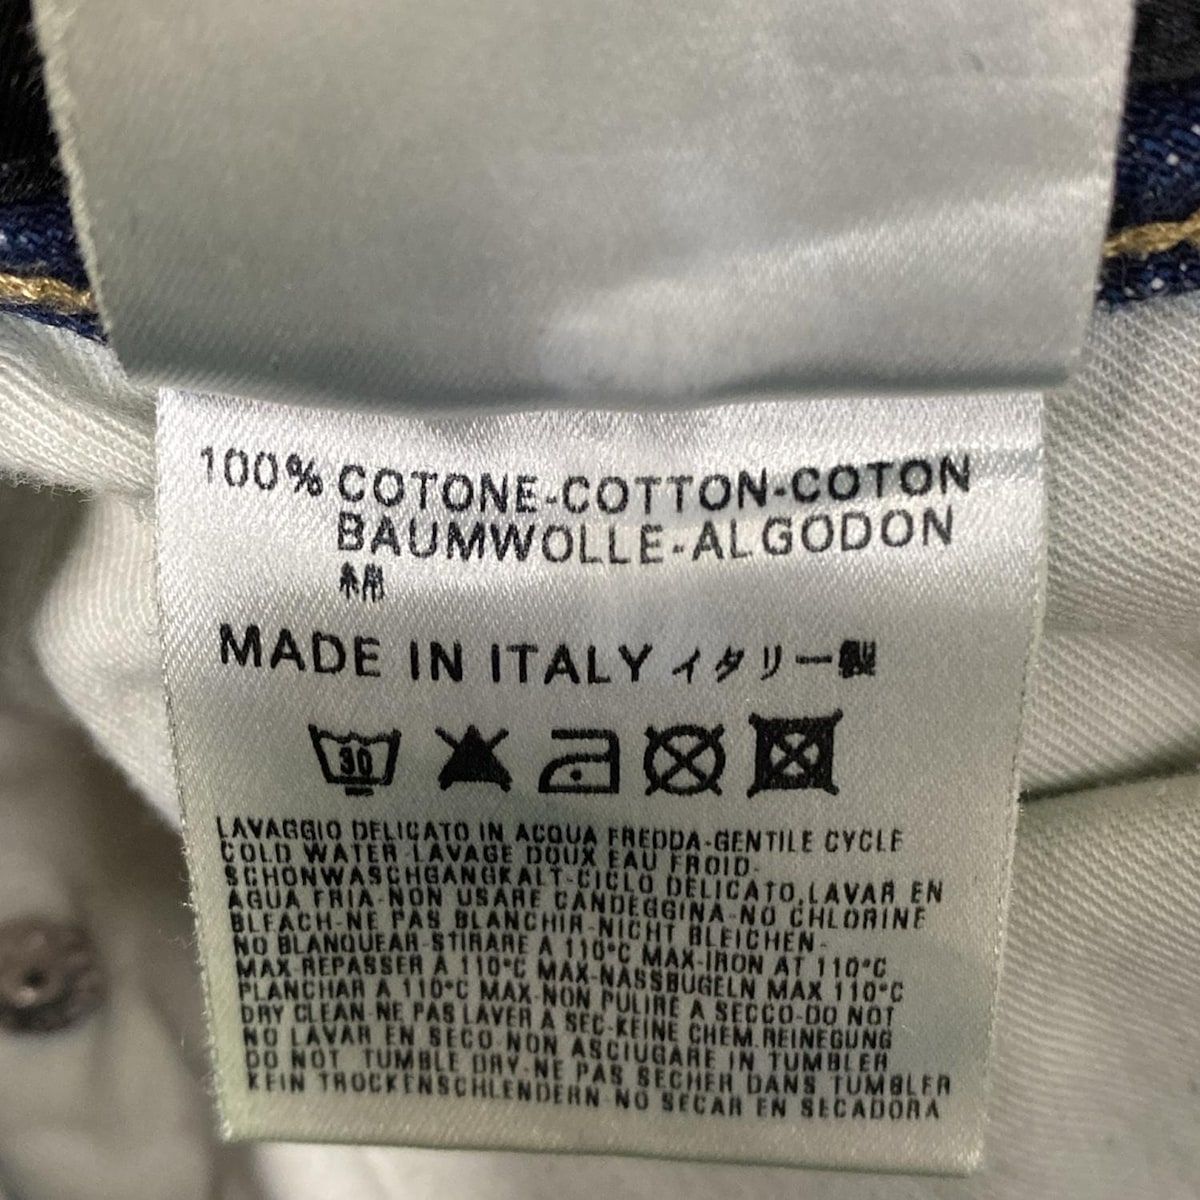 100% COTONE-COTTON-COTON
BAUMWOLLE-ALGODON
綿
MADE IN ITALY イタリー製
30
LAVAGGIO DELICATO IN ACQUA FREDDA-GENTILE CYCLE
COLD WATER-LAVAGE DOUX EAU FROID-
SCHONWASCHGANGKALT-CICLO DELICATO,LAVAR EN
AGUA FRIA-NON USARE CANDEGGINA-NO CHLORINE
BLEACH-NE PAS BLANCHIR-NICHT BLEICHEN-
NO BLANQUEAR-STIRARE A 110°C MAX-IRON AT 110°C
MAX-REPASSER A 110°C MAX-NASSBUGELN MAX 110°C
PLANCHAR A 110°C MAX-NON PULIRE A SECCO-DO NOT
DRY CLEAN-NE PAS LAVER A SEC-KEINE CHEM.REINEGUNG
NO LAVAR EN SECO-NON ASCIUGARE IN TUMBLER
DO NOT TUMBLE DRY-NE PAS SECHER DANS TUMBLER
KEIN TROCKENSCHLENDERN-NO SECAR EN SECADORA